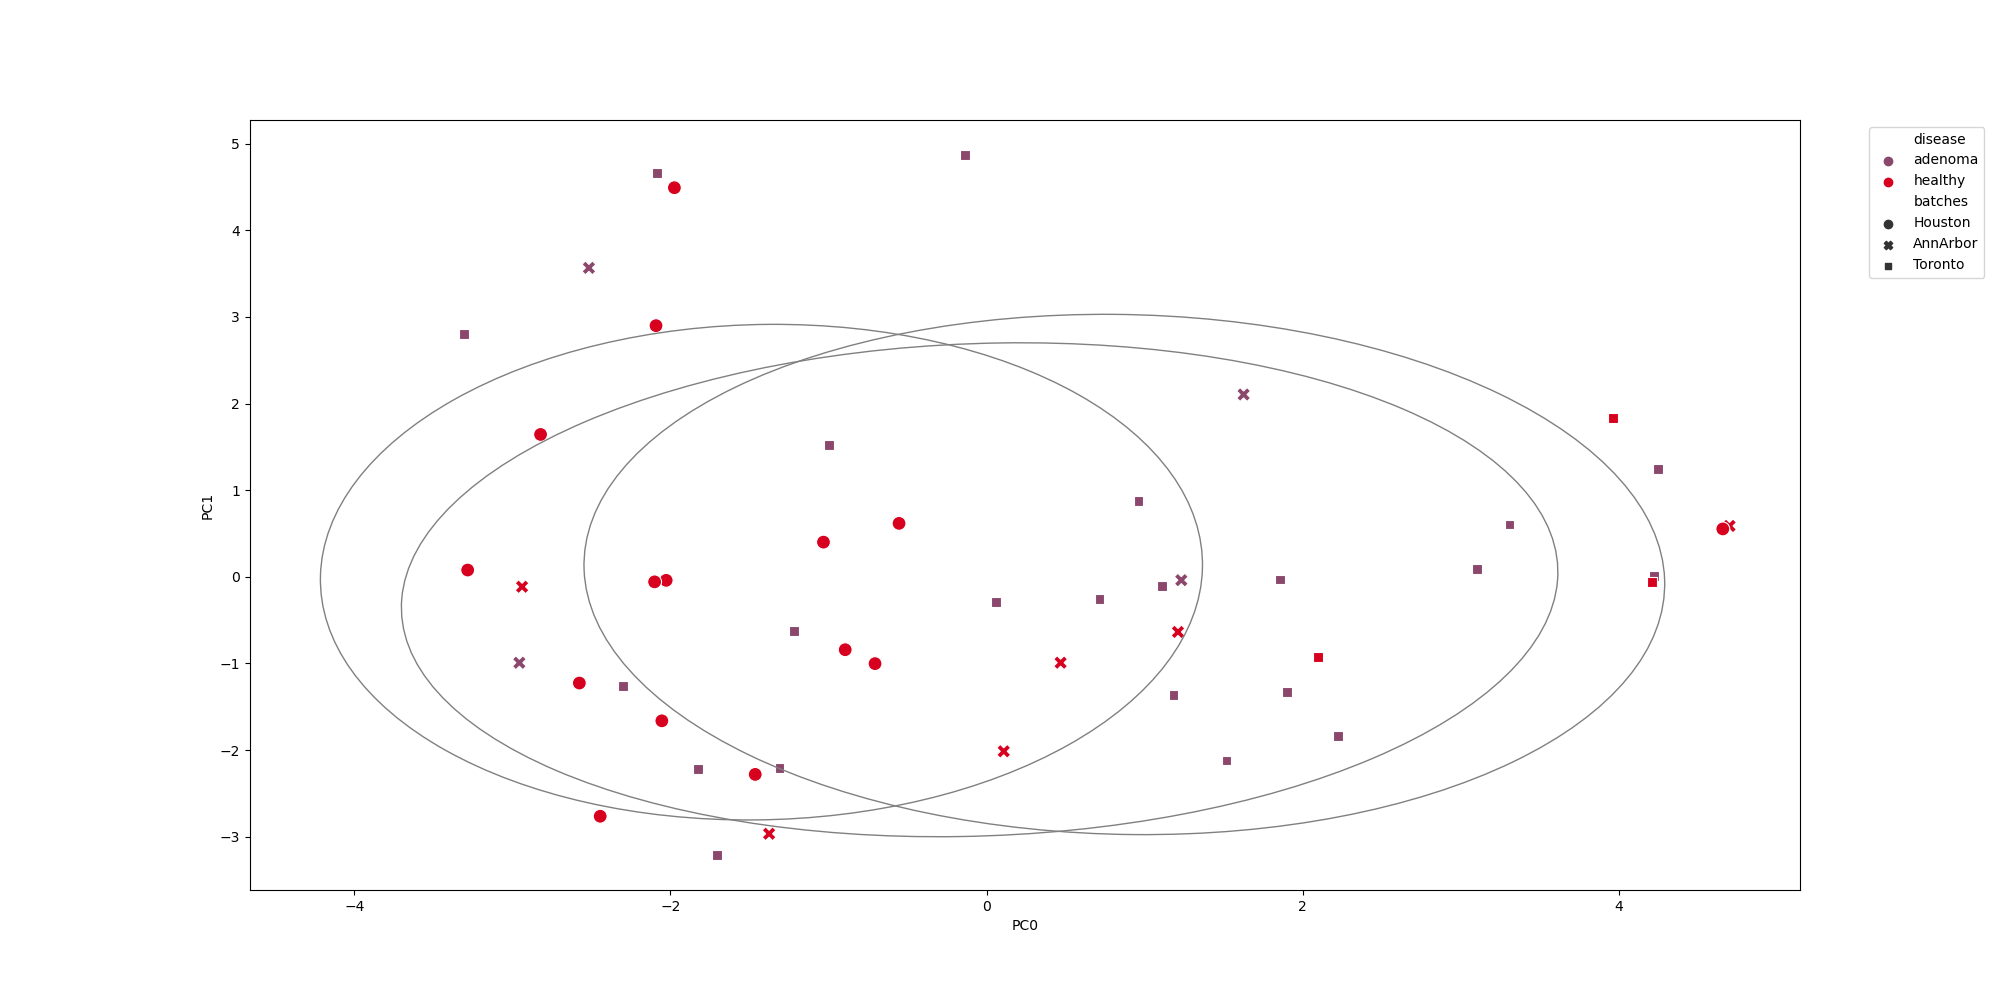 disease
adenoma
healthy
batches
Houston
AnnArbor
Toronto
5
4
3
2
1
0
−1
−2
−3
PC1
−4
−2
0
2
4
PC0